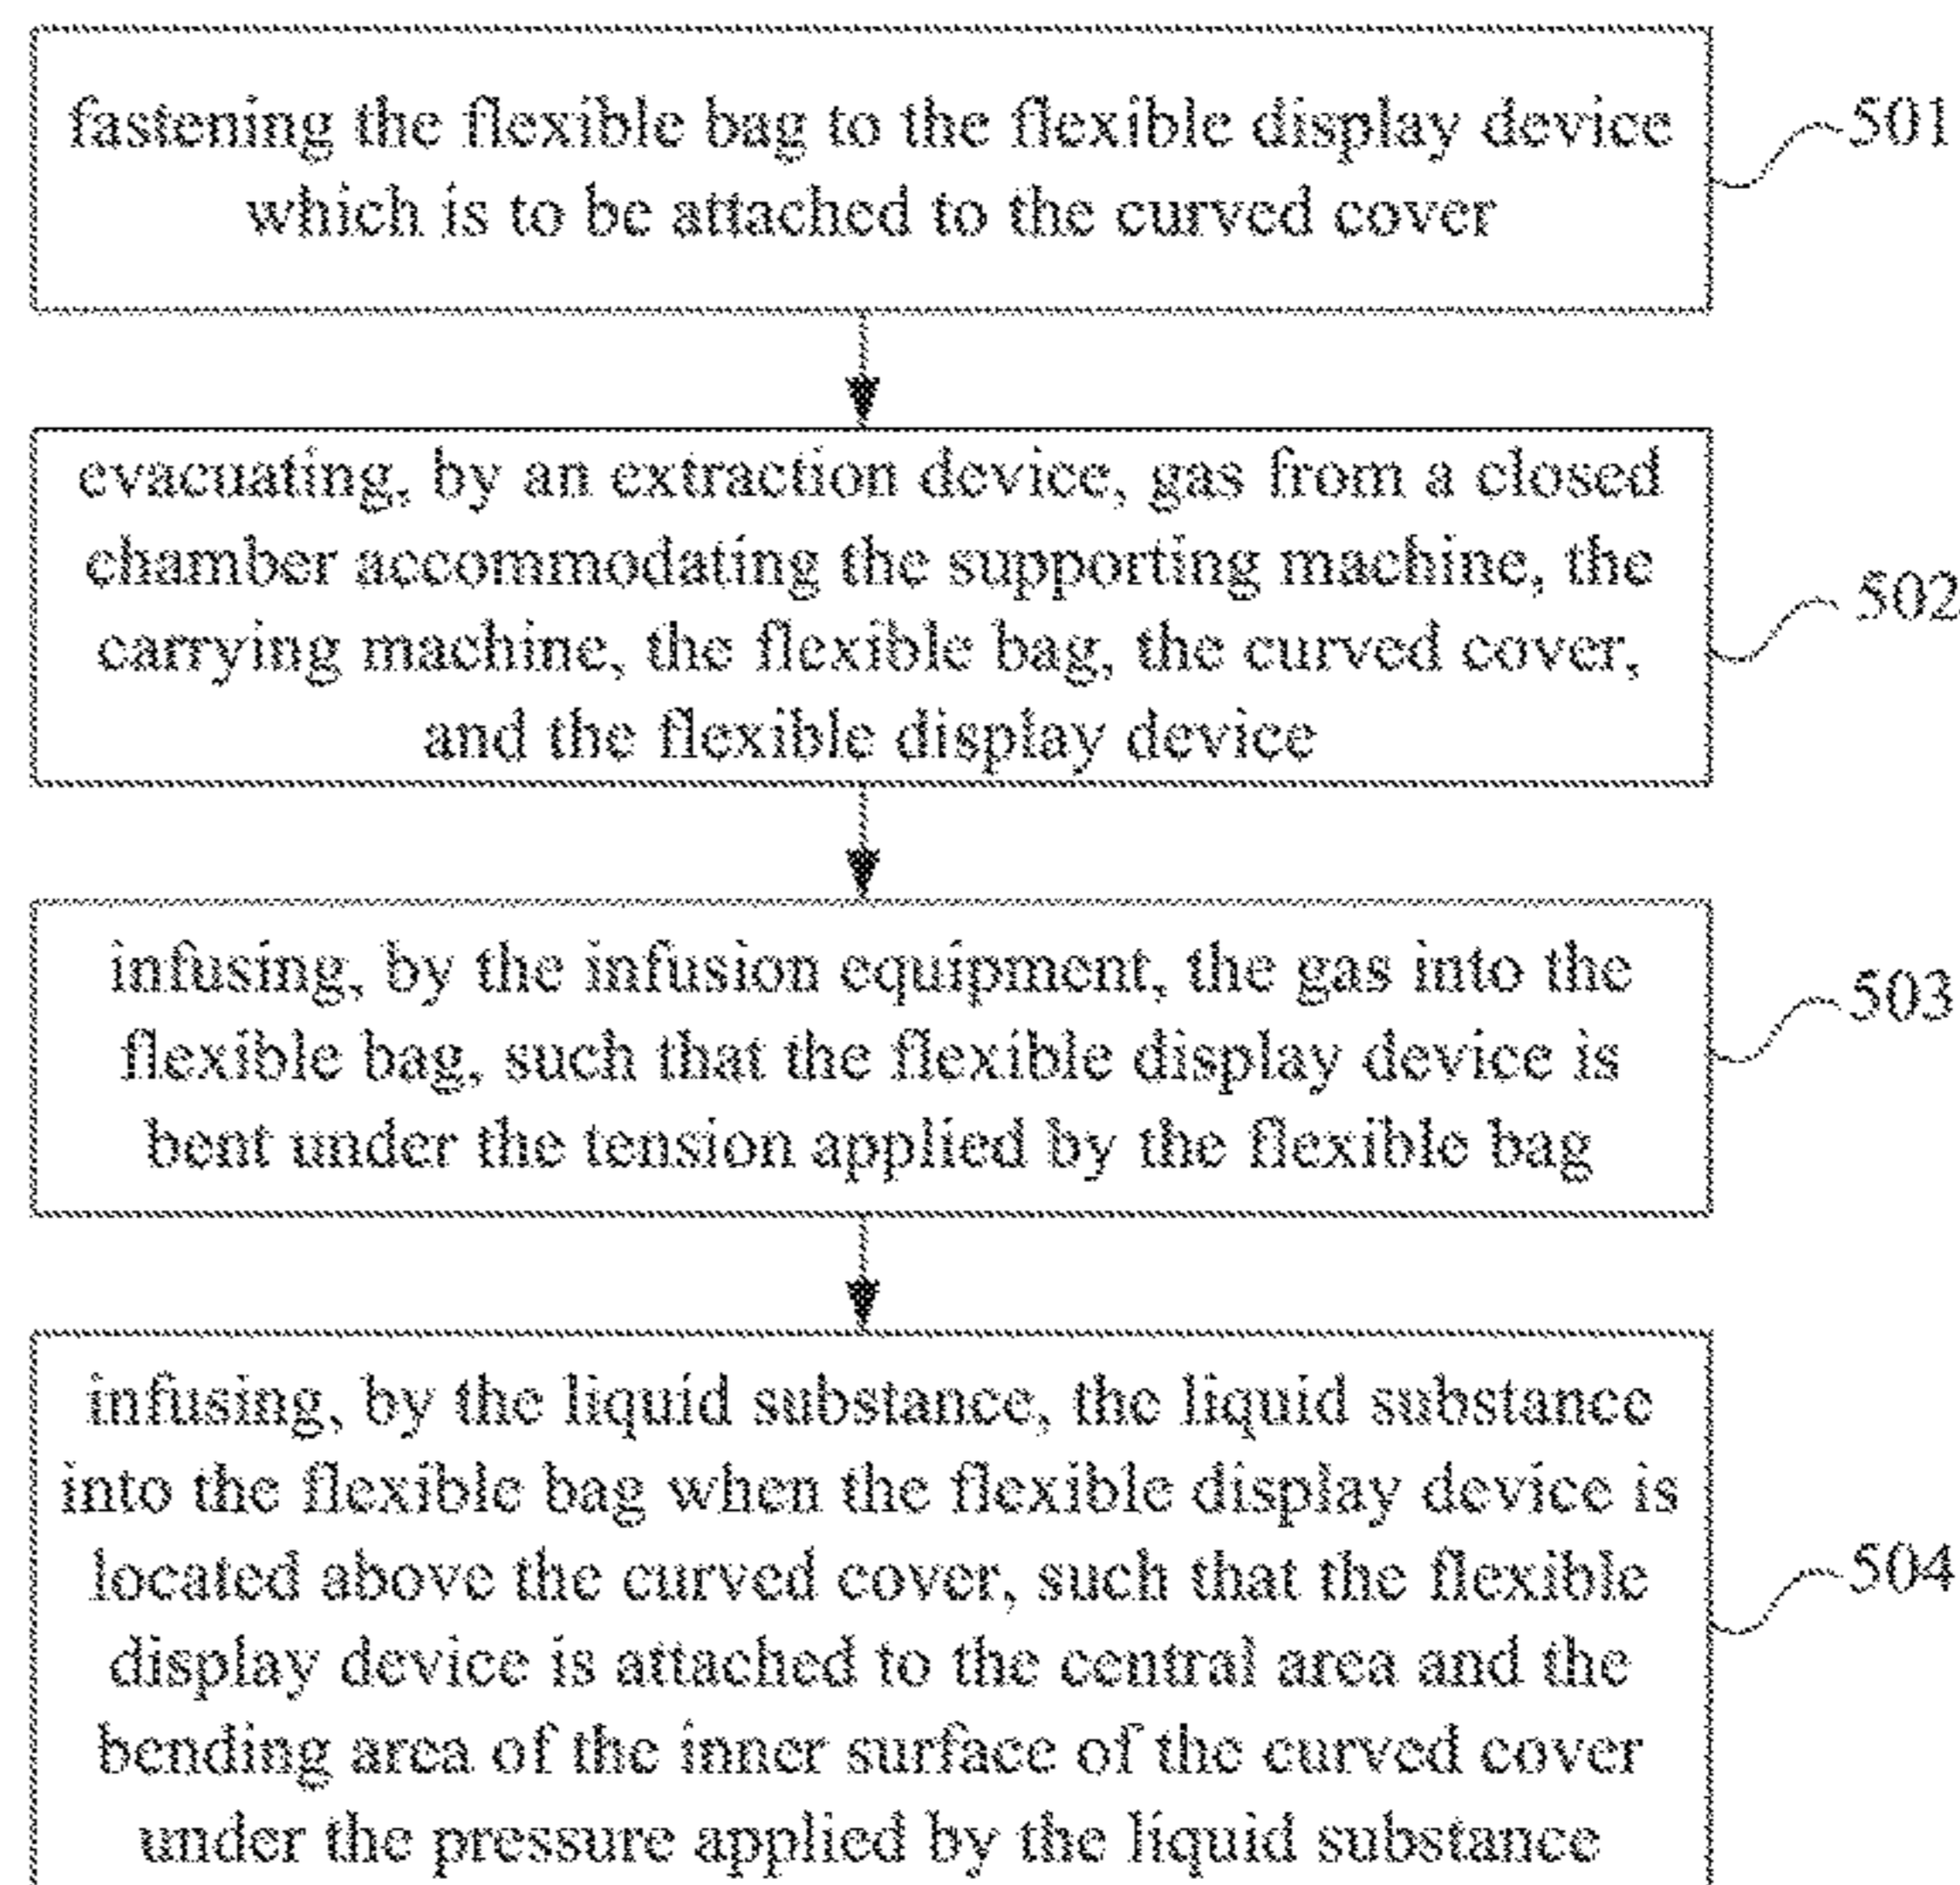 fastening the flexible bag to the flexible display device
which is to be attached to the curved cover
501
evacuating, by an extraction device, gas from a closed
chamber accommodating the supporting machine, the
carrying machine, the flexible bag, the curved cover,
and the flexible display device
502
infusing, by the infusion equipment, the gas into the
flexible bag, such that the flexible display device is
bent under the tension applied by the flexible bag
503
infusing, by the liquid substance, the liquid substance
into the flexible bag when the flexible display device is
located above the curved cover, such that the flexible
display device is attached to the central area and the
bending area of the inner surface of the curved cover
under the pressure applied by the liquid substance
504